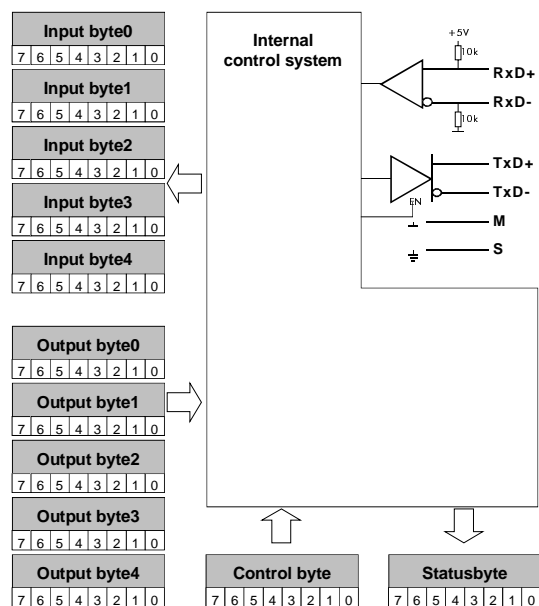 Input byte0
7 6 5 4 3 2 1 0
Input byte1
7 6 5 4 3 2 1 0
Input byte2
7 6 5 4 3 2 1 0
Input byte3
7 6 5 4 3 2 1 0
Input byte4
7 6 5 4 3 2 1 0
Output byte0
7 6 5 4 3 2 1 0
Output byte1
7 6 5 4 3 2 1 0
Output byte2
7 6 5 4 3 2 1 0
Output byte3
7 6 5 4 3 2 1 0
Output byte4
7 6 5 4 3 2 1 0
Internal
control system
+5V
10k
RxD+
RxD-
10k
TxD+
TxD-
EN
M
S
Control byte
7 6 5 4 3 2 1 0
Statusbyte
7 6 5 4 3 2 1 0